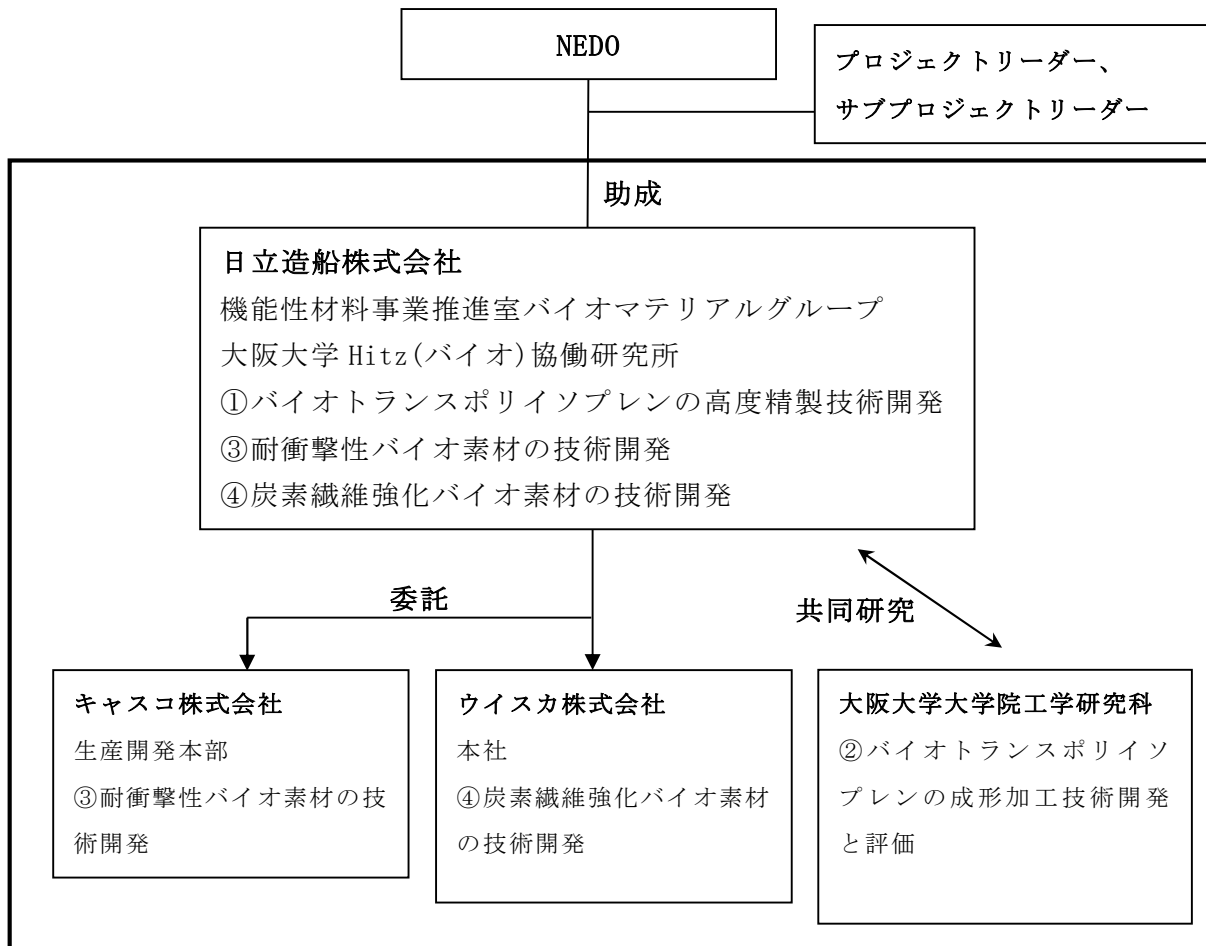 NEDO
プロジェクトリーダー、
サブプロジェクトリーダー
助成
日立造船株式会社
機能性材料事業推進室バイオマテリアルグループ
大阪大学 Hitz(バイオ)協働研究所
①バイオトランスポリイソプレンの高度精製技術開発
③耐衝撃性バイオ素材の技術開発
④炭素繊維強化バイオ素材の技術開発
委託
共同研究
キャスコ株式会社
生産開発本部
③耐衝撃性バイオ素材の技
術開発
ウイスカ株式会社
本社
④炭素繊維強化バイオ素材
の技術開発
大阪大学大学院工学研究科
②バイオトランスポリイソ
プレンの成形加工技術開発
と評価